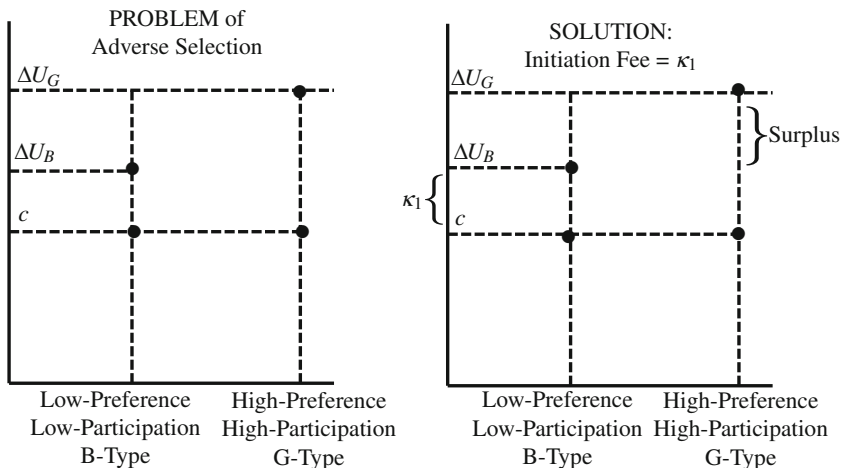 PROBLEM of
Adverse Selection
ΔU_G
ΔU_B
c
Low-Preference
Low-Participation
B-Type
High-Preference
High-Participation
G-Type
SOLUTION:
Initiation Fee = κ₁
ΔU_G
Surplus
ΔU_B
κ₁
c
Low-Preference
Low-Participation
B-Type
High-Preference
High-Participation
G-Type